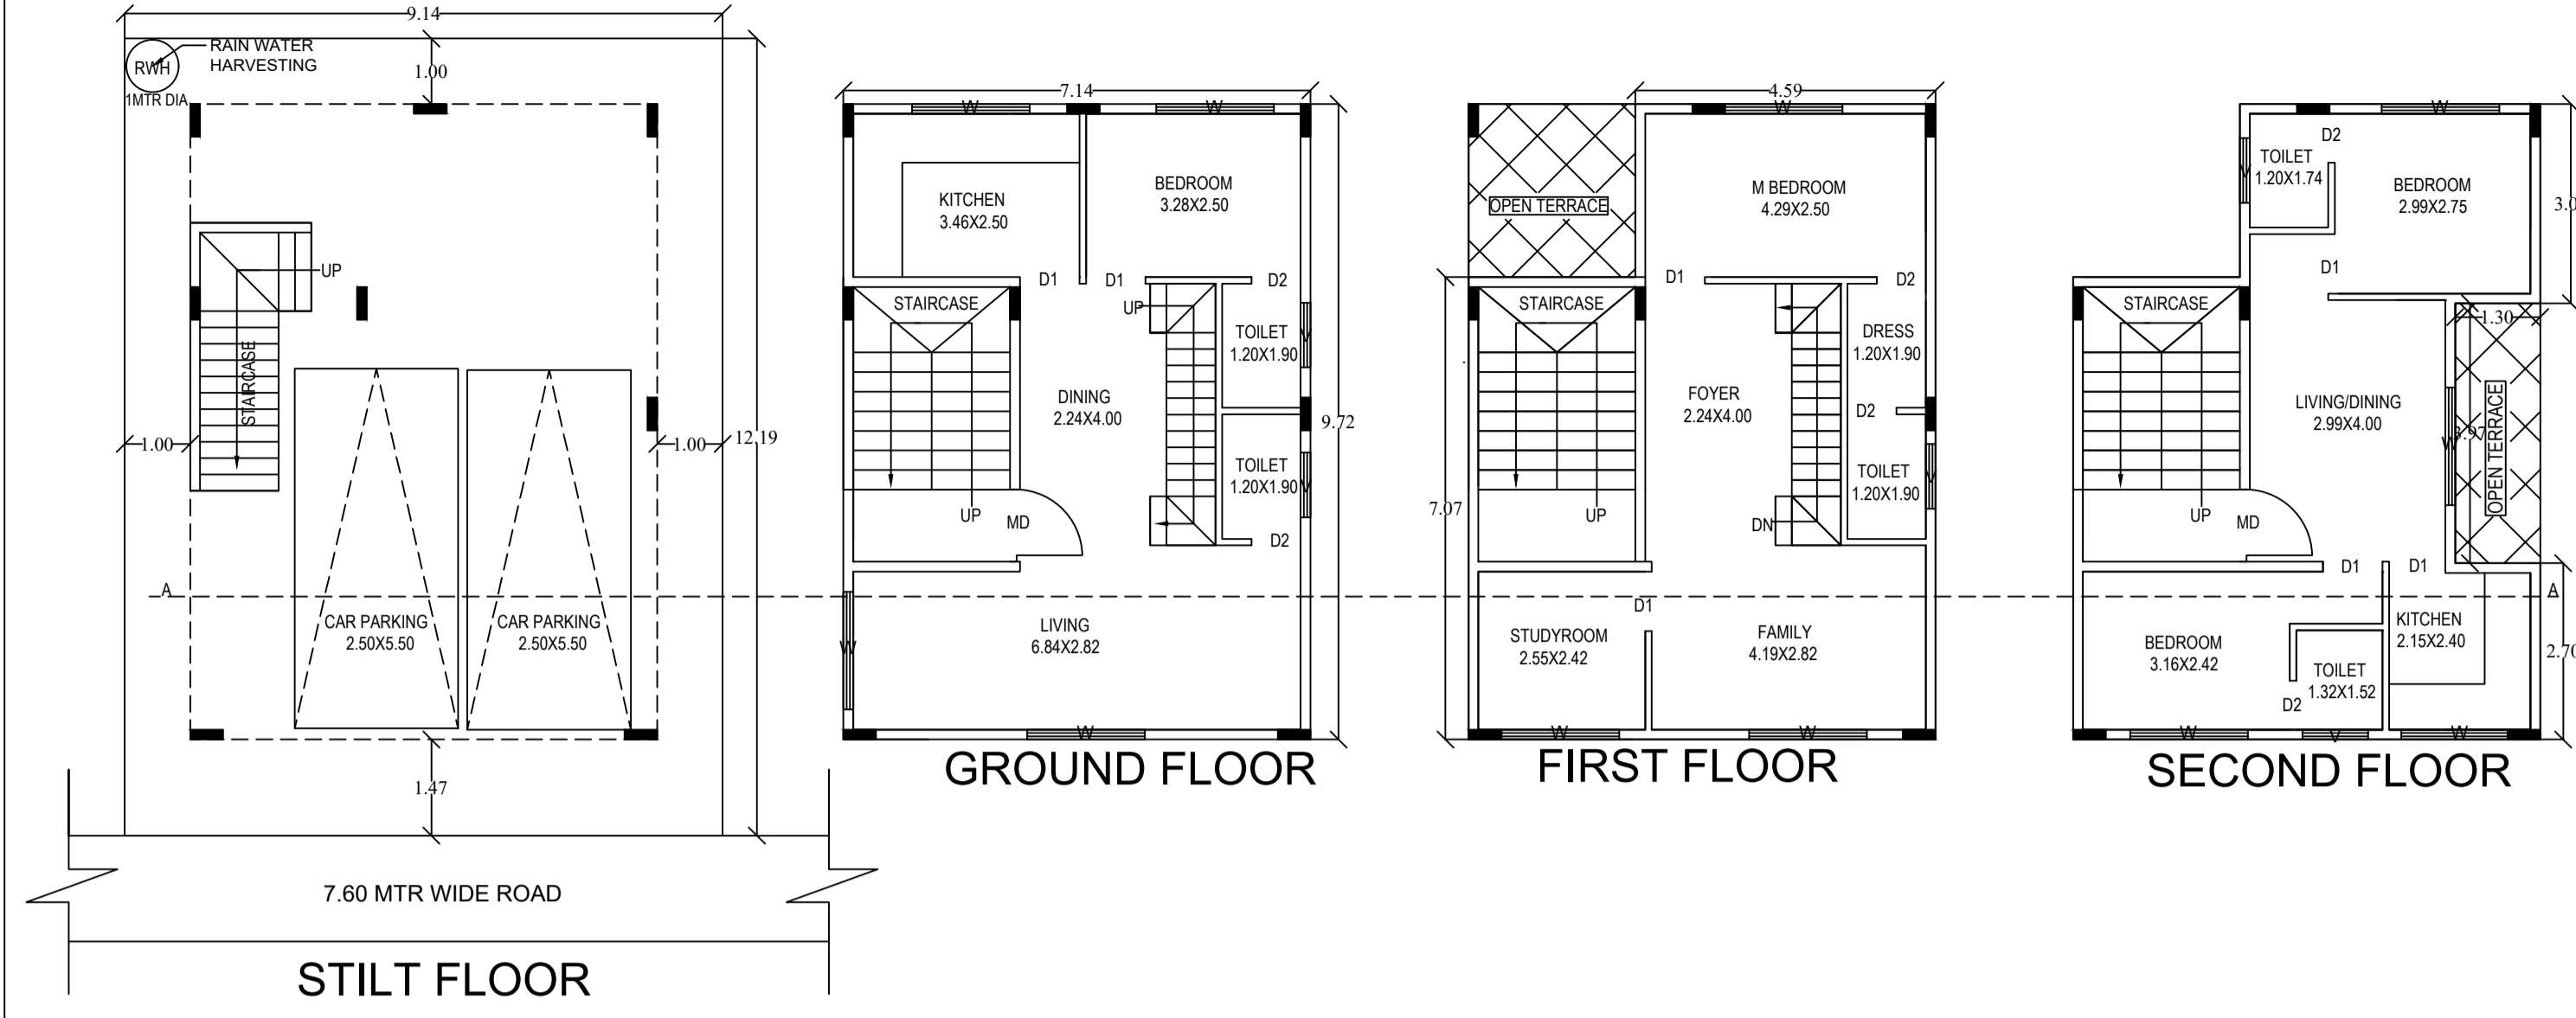 9.14
RAIN WATER
HARVESTING
RWH
1MTR DIA
1.00
UP
STAIRCASE
1.00
1.00
12.19
A
CAR PARKING
2.50X5.50
CAR PARKING
2.50X5.50
1.47
7.60 MTR WIDE ROAD
STILT FLOOR
7.14
W
W
KITCHEN
3.46X2.50
BEDROOM
3.28X2.50
D1
D1
D2
STAIRCASE
UP
TOILET
1.20X1.90
V
DINING
2.24X4.00
9.72
TOILET
1.20X1.90
V
UP
MD
D2
W
LIVING
6.84X2.82
W
GROUND FLOOR
4.59
W
OPEN TERRACE
M BEDROOM
4.29X2.50
D1
D2
STAIRCASE
DRESS
1.20X1.90
FOYER
2.24X4.00
D2
TOILET
1.20X1.90
V
7.07
UP
DN
D1
STUDYROOM
2.55X2.42
FAMILY
4.19X2.82
W
W
FIRST FLOOR
W
D2
TOILET
1.20X1.74
V
BEDROOM
2.99X2.75
D1
STAIRCASE
1.30
LIVING/DINING
2.99X4.00
W
3.97
OPEN TERRACE
UP
MD
D1
D1
A
KITCHEN
2.15X2.40
BEDROOM
3.16X2.42
TOILET
1.32X1.52
D2
2.70
W
V
W
SECOND FLOOR